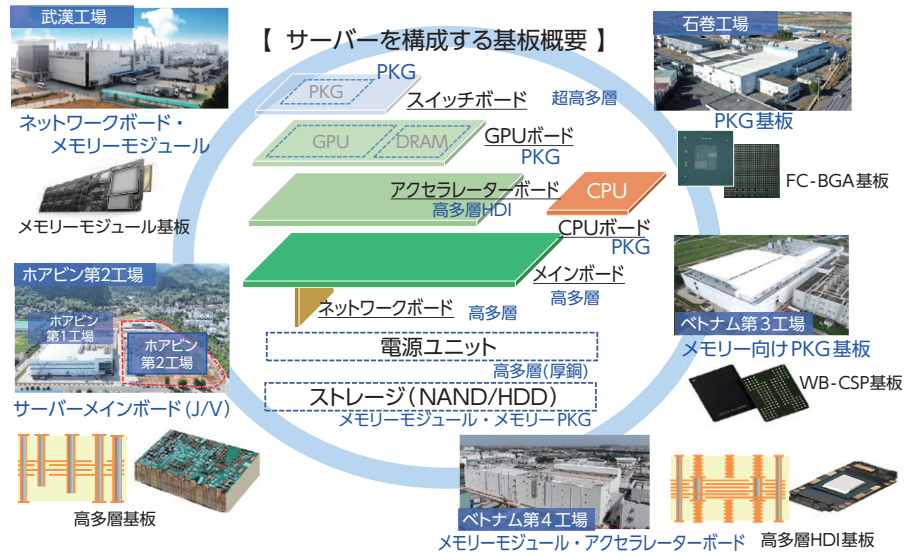 武漢工場
ネットワークボード・
メモリーモジュール
メモリーモジュール基板
【 サーバーを構成する基板概要 】
PKG
PKG
スイッチボード
超高多層
GPU
DRAM
GPUボード
PKG
アクセラレーターボード
高多層HDI
CPU
CPUボード
PKG
メインボード
高多層
ネットワークボード
高多層
電源ユニット
高多層(厚銅)
ストレージ(NAND/HDD)
メモリーモジュール・メモリーPKG
石巻工場
PKG基板
FC-BGA基板
ホアビン第2工場
ホアビン
第1工場
ホアビン
第2工場
サーバーメインボード(J/V)
高多層基板
ベトナム第3工場
メモリー向けPKG基板
WB-CSP基板
ベトナム第4工場
メモリーモジュール・アクセラレーターボード
高多層HDI基板